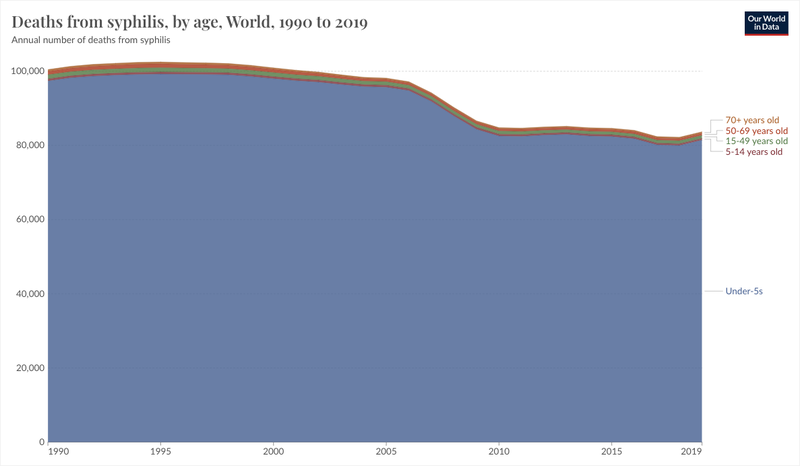 Deaths from syphilis, by age, World, 1990 to 2019
Annual number of deaths from syphilis
Our World
in Data
100,000
80,000
60,000
40,000
20,000
0
70+ years old
50-69 years old
15-49 years old
5-14 years old
Under-5s
1990
1995
2000
2005
2010
2015
2019